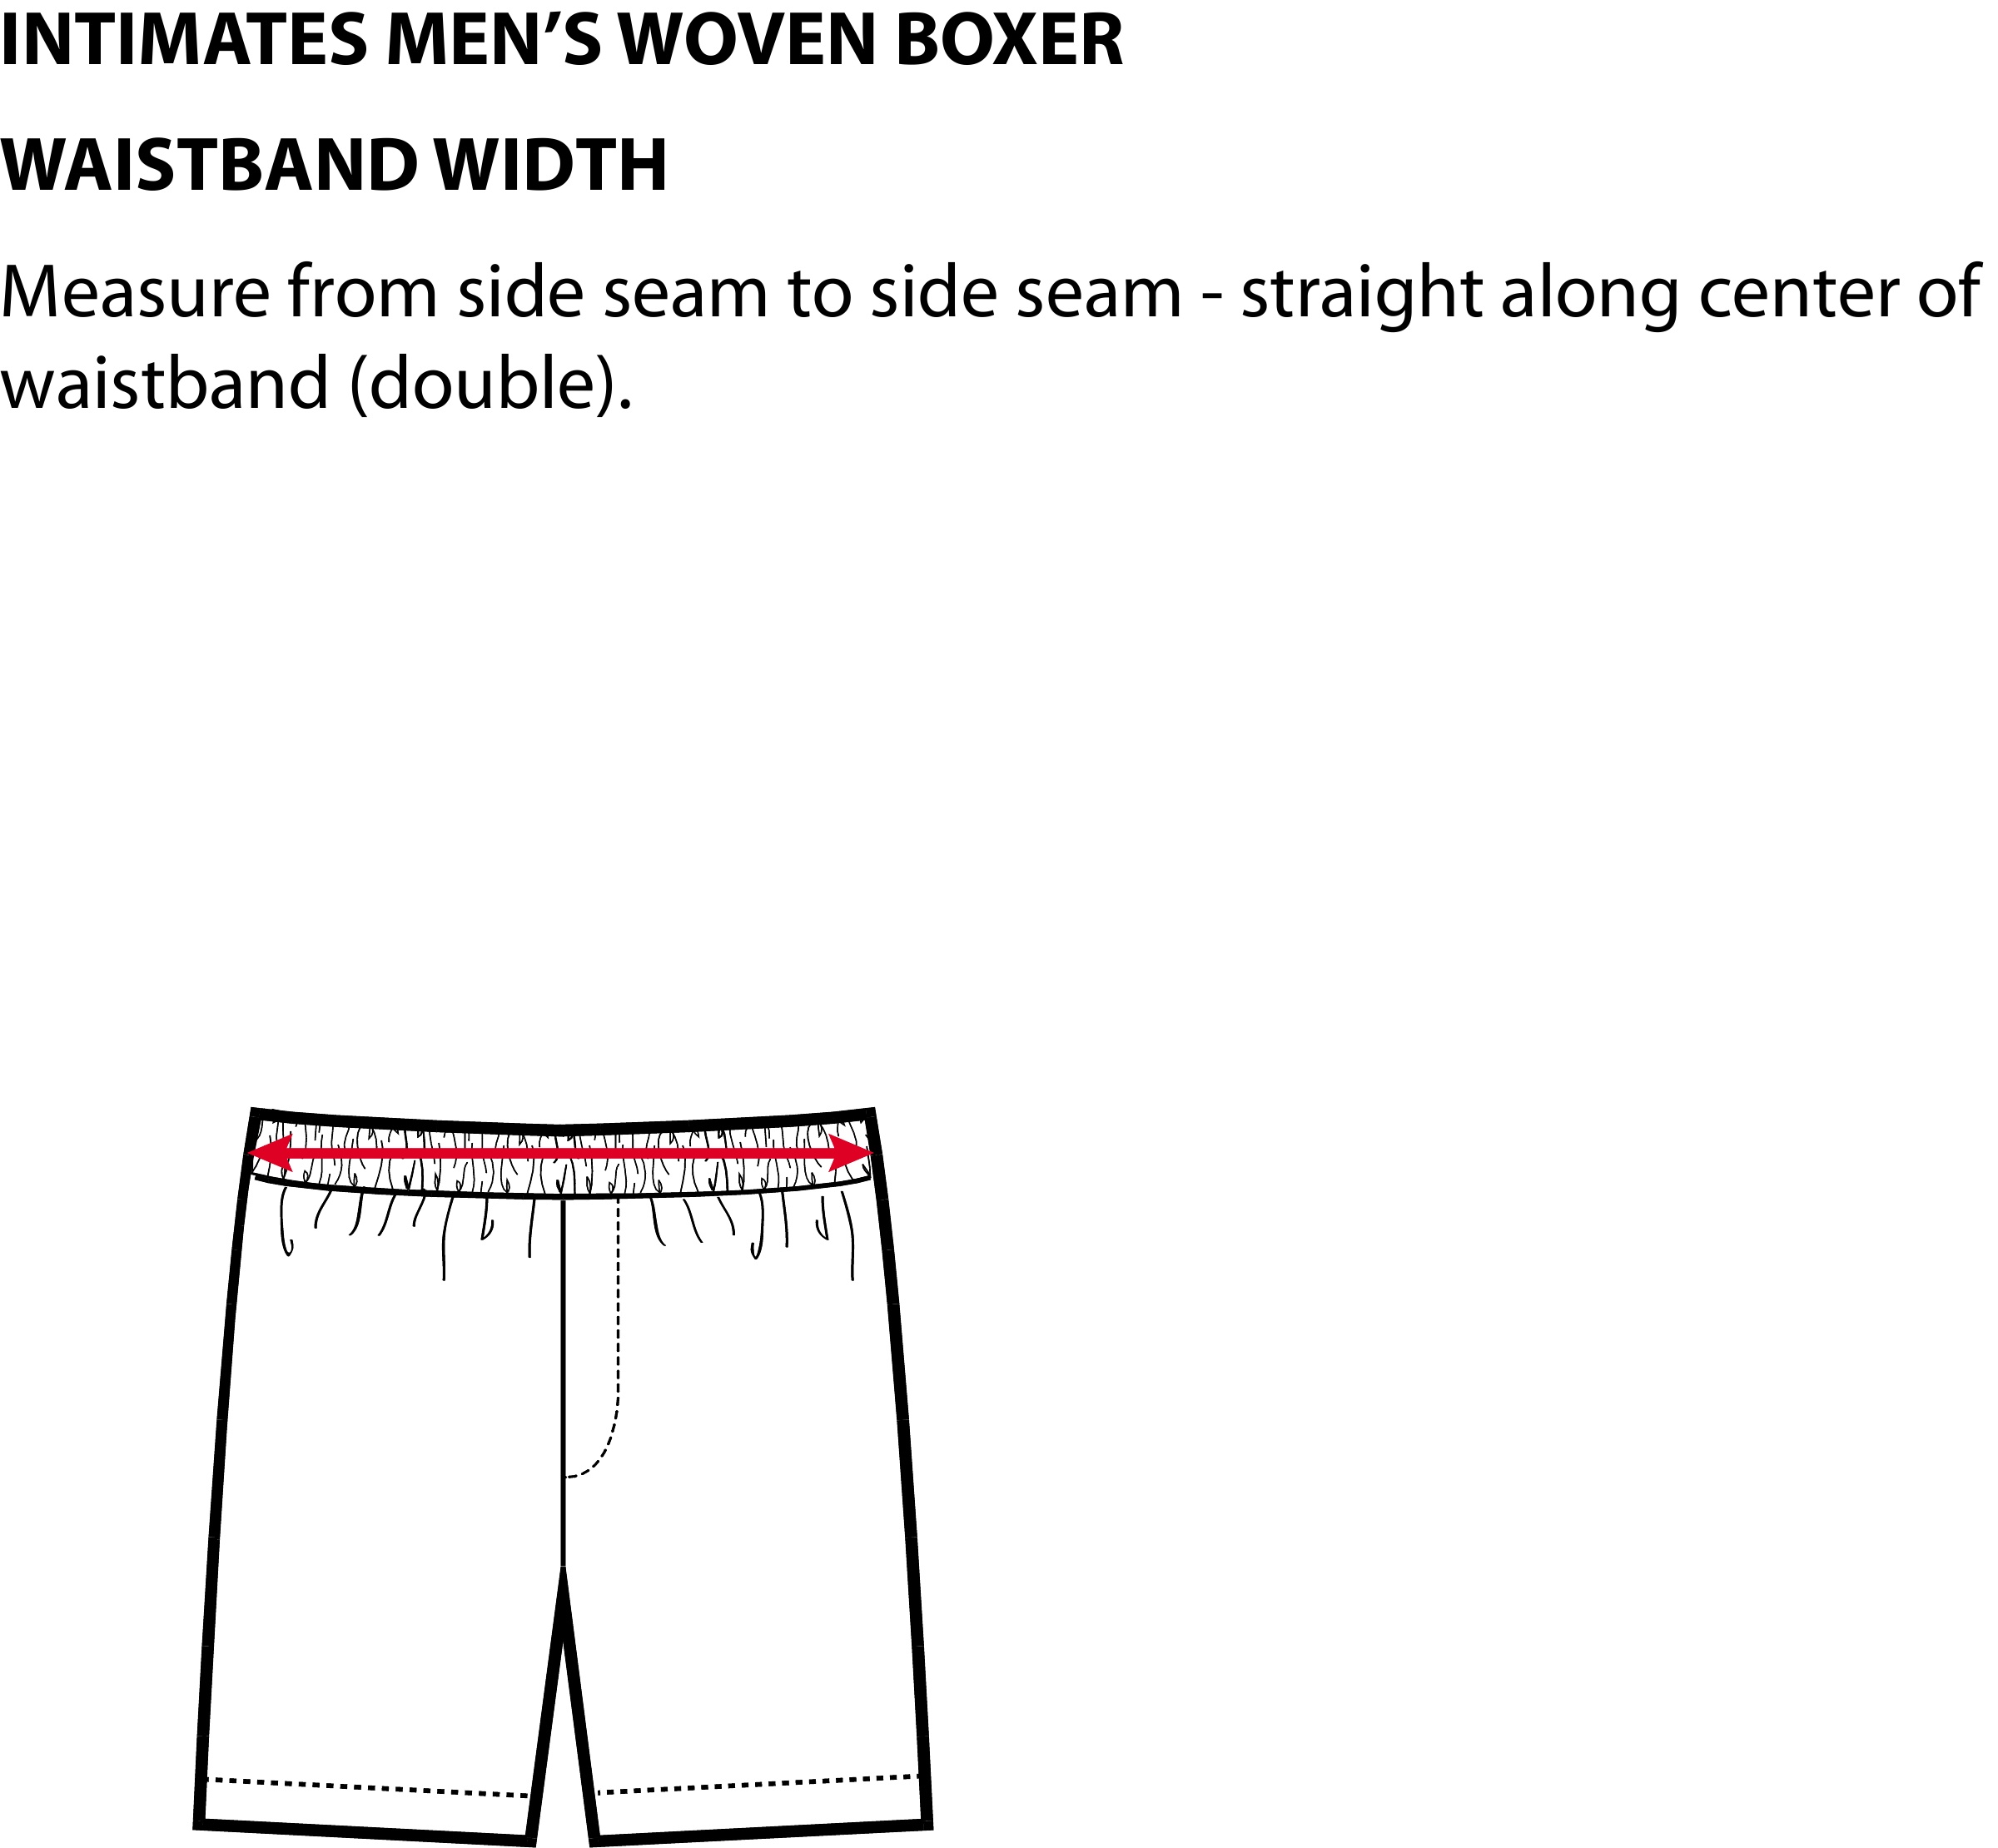 INTIMATES MEN’S WOVEN BOXER
WAISTBAND WIDTH
Measure from side seam to side seam - straight along center of
waistband (double).